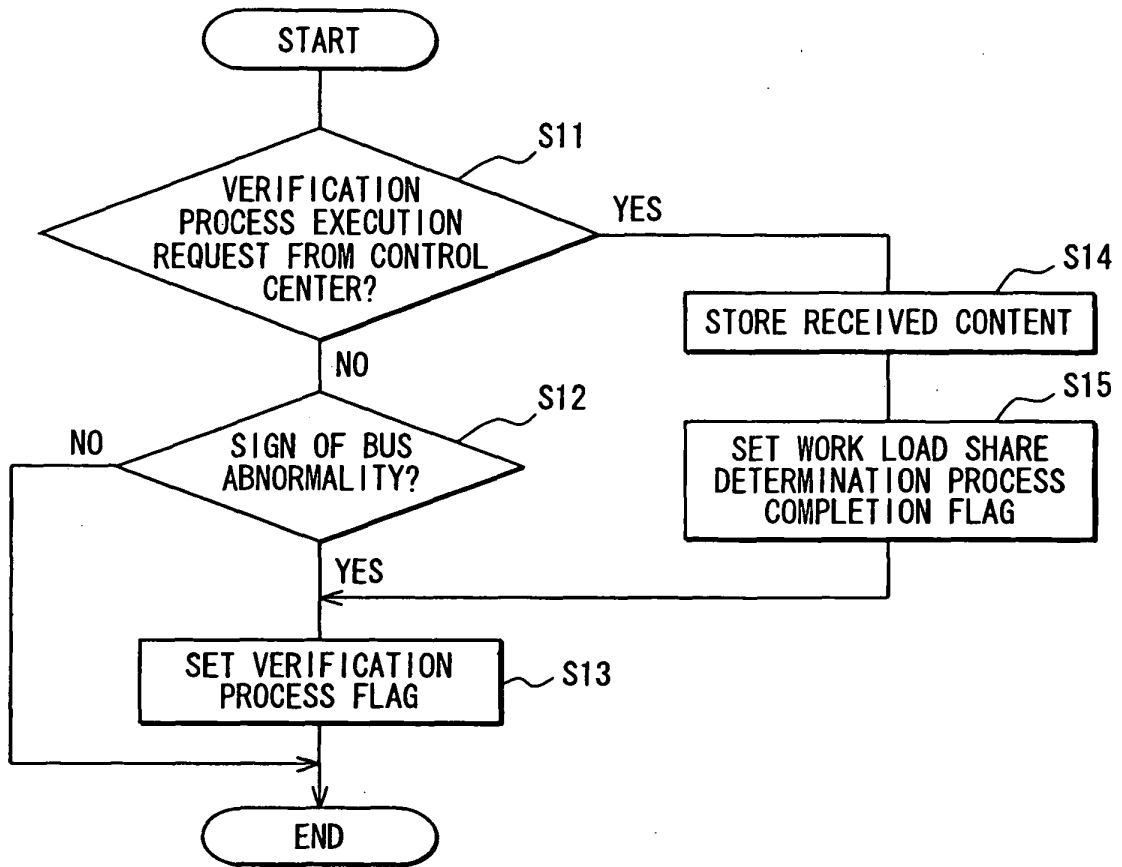 START
S11
VERIFICATION
PROCESS EXECUTION
REQUEST FROM CONTROL
CENTER?
YES
S14
STORE RECEIVED CONTENT
NO
S12
SIGN OF BUS
ABNORMALITY?
NO
S15
SET WORK LOAD SHARE
DETERMINATION PROCESS
COMPLETION FLAG
YES
SET VERIFICATION
PROCESS FLAG
S13
END